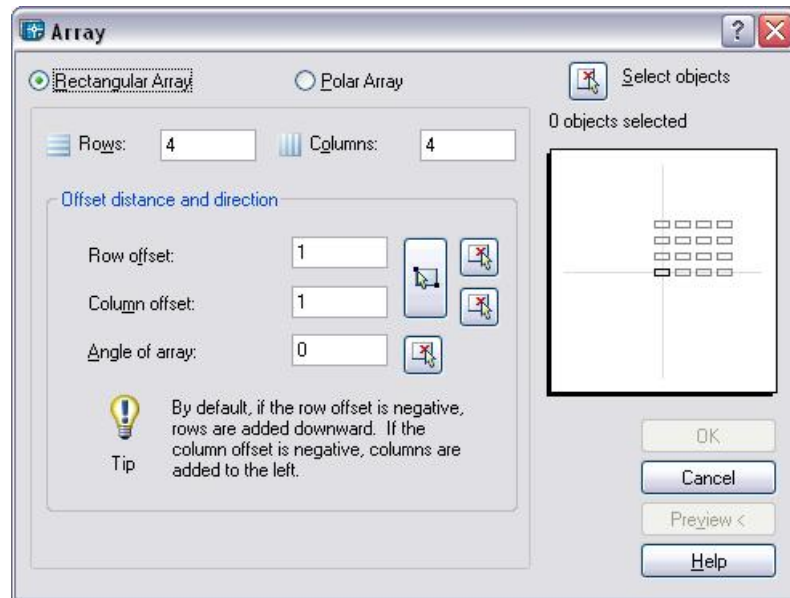 Array
Rectangular Array
Polar Array
Select objects
0 objects selected
Rows: 4
Columns: 4
Offset distance and direction
Row offset: 1
Column offset: 1
Angle of array: 0
Tip
By default, if the row offset is negative,
rows are added downward. If the
column offset is negative, columns are
added to the left.
OK
Cancel
Preview <
Help